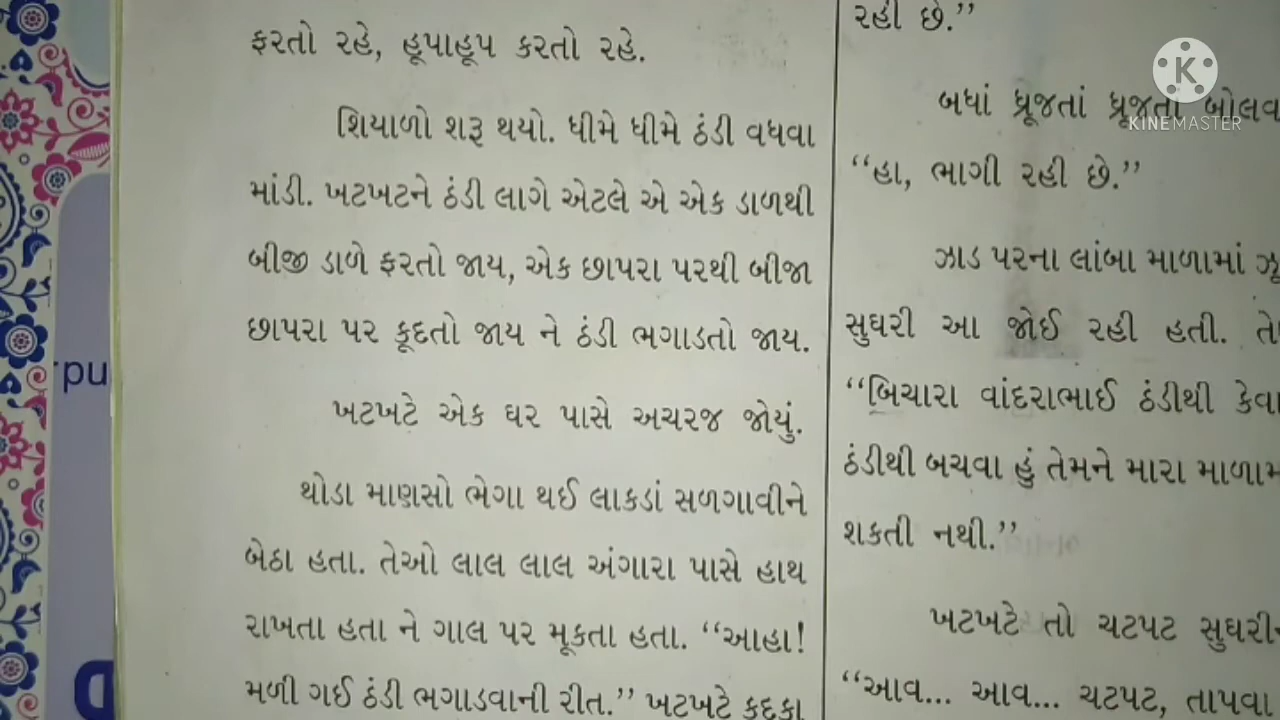 ફરતો રહે, હૂપાહૂપ કરતો રહે.
શિયાળો શરૂ થયો. ધીમે ધીમે ઠંડી વધવા
માંડી. ખટખટને ઠંડી લાગે એટલે એ એક ડાળથી
બીજી ડાળે ફરતો જાય, એક છાપરા પરથી બીજા
છાપરા પર કૂદતો જાય ને ઠંડી ભગાડતો જાય.
ખટખટે એક ઘર પાસે અચરજ જોયું.
થોડા માણસો ભેગા થઈ લાકડાં સળગાવીને
બેઠા હતા. તેઓ લાલ લાલ અંગારા પાસે હાથ
રાખતા હતા ને ગાલ પર મૂકતા હતા. “આહા!
મળી ગઈ ઠંડી ભગાડવાની રીત.” ખટખટે કૂદકા
રહી છે.”
બધાં ધ્રૂજતાં ધ્રૂજતાં
“હા, ભાગી રહી છે.”
ઝાડ પરના લાંબા માળામાં
સુઘરી આ જોઈ રહી હતી.
“બિચારા વાંદરાભાઈ ઠંડીથી
ઠંડીથી બચવા હું તેમને મારા
શકતી નથી.”
ખટખટે તો ચટપટ
“આવ... આવ... ચટપટ, તાપવા
KINEMASTER